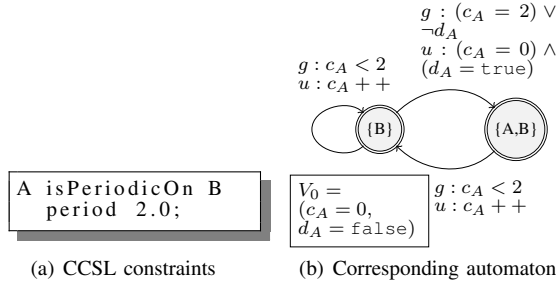 g : (c_A = 2) ∨
¬d_A
u : (c_A = 0) ∧
(d_A = true)
g : c_A < 2
u : c_A ++
{B}
{A,B}
A isPeriodicOn B
period 2.0;
V_0 =
(c_A = 0,
d_A = false)
g : c_A < 2
u : c_A ++
(a) CCSL constraints
(b) Corresponding automaton